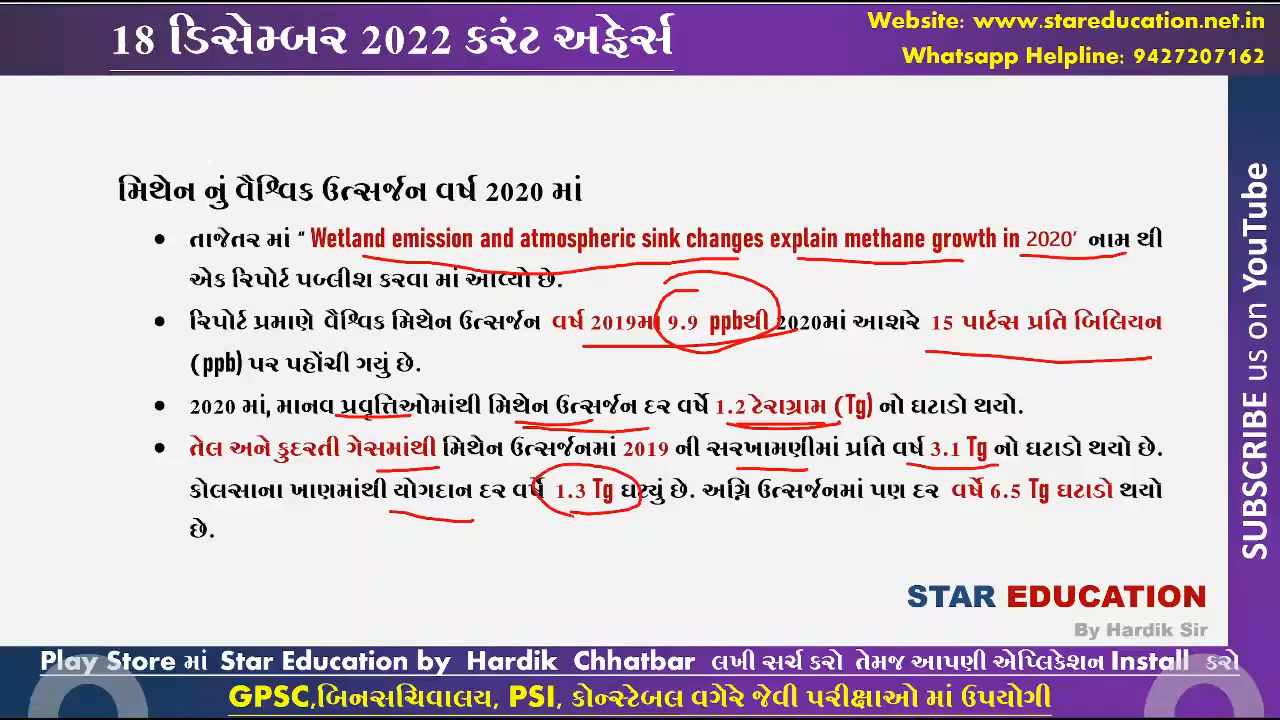 18 ડિસેમ્બર 2022 કરંટ અફેર્સ
Website: www.stareducation.net.in
Whatsapp Helpline: 9427207162
મિથેન નું વૈશ્વિક ઉત્સર્જન વર્ષ 2020 માં
• તાજેતર માં “ Wetland emission and atmospheric sink changes explain methane growth in 2020’ નામ થી
એક રિપોર્ટ પબ્લીશ કરવા માં આવ્યો છે.
• રિપોર્ટ પ્રમાણે વૈશ્વિક મિથેન ઉત્સર્જન વર્ષ 2019માં 9.9 ppbથી 2020માં આશરે 15 પાર્ટસ પ્રતિ બિલિયન
(ppb) પર પહોંચી ગયું છે.
• 2020 માં, માનવ પ્રવૃત્તિઓમાંથી મિથેન ઉત્સર્જન દર વર્ષે 1.2 ટેરાગ્રામ (Tg) નો ઘટાડો થયો.
• તેલ અને કુદરતી ગેસમાંથી મિથેન ઉત્સર્જનમાં 2019 ની સરખામણીમાં પ્રતિ વર્ષ 3.1 Tg નો ઘટાડો થયો છે.
કોલસાના ખાણમાંથી યોગદાન દર વર્ષે 1.3 Tg ઘટ્યું છે. અગ્નિ ઉત્સર્જનમાં પણ દર વર્ષે 6.5 Tg ઘટાડો થયો
છે.
STAR EDUCATION
By Hardik Sir
SUBSCRIBE us on YouTube
Play Store માં Star Education by Hardik Chhatbar લખી સર્ચ કરો તેમજ આપણી એપ્લિકેશન Install કરો
GPSC,બિનસચિવાલય, PSI, કોન્સ્ટેબલ વગેરે જેવી પરીક્ષાઓ માં ઉપયોગી